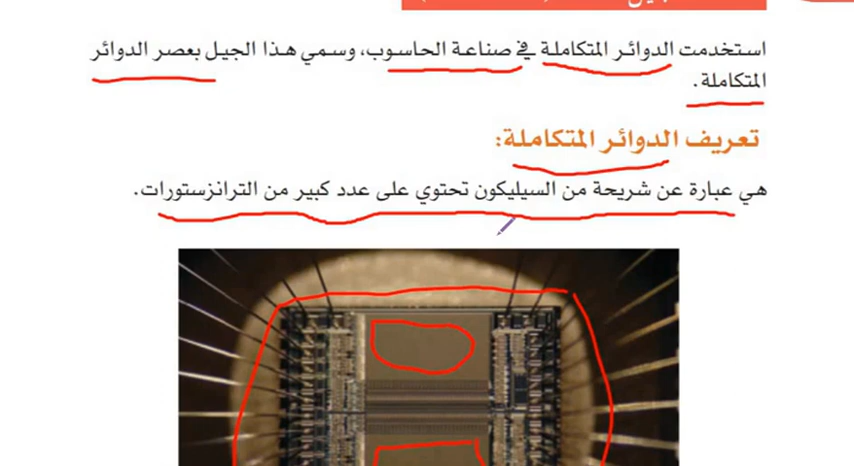 استخدمت الدوائر المتكاملة في صناعة الحاسوب، وسمي هذا الجيل بعصر الدوائر
المتكاملة.
تعريف الدوائر المتكاملة:
هي عبارة عن شريحة من السيليكون تحتوي على عدد كبير من الترانزستورات.